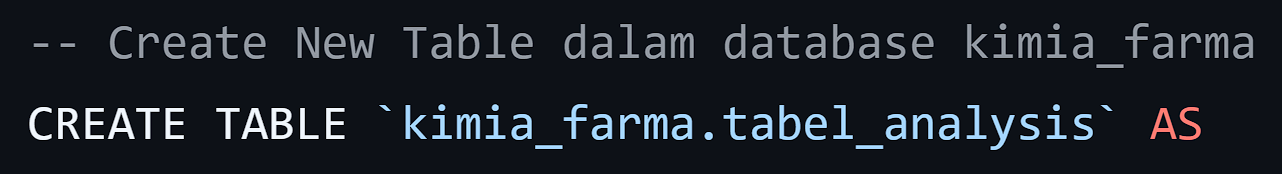 -- Create New Table dalam database kimia_farma
CREATE TABLE `kimia_farma.tabel_analysis` AS